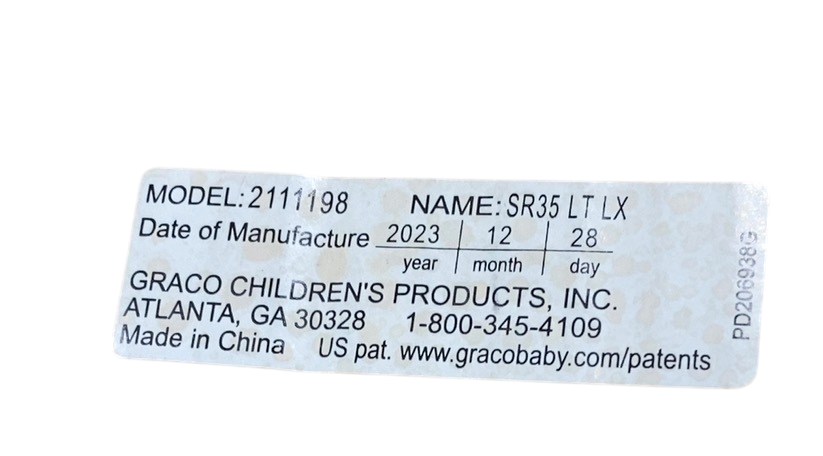 MODEL: 2111198 NAME: SR35 LT LX
Date of Manufacture 2023 | 12 | 28
year | month | day
GRACO CHILDREN'S PRODUCTS, INC.
ATLANTA, GA 30328 1-800-345-4109
Made in China US pat. www.gracobaby.com/patents
PD206938G